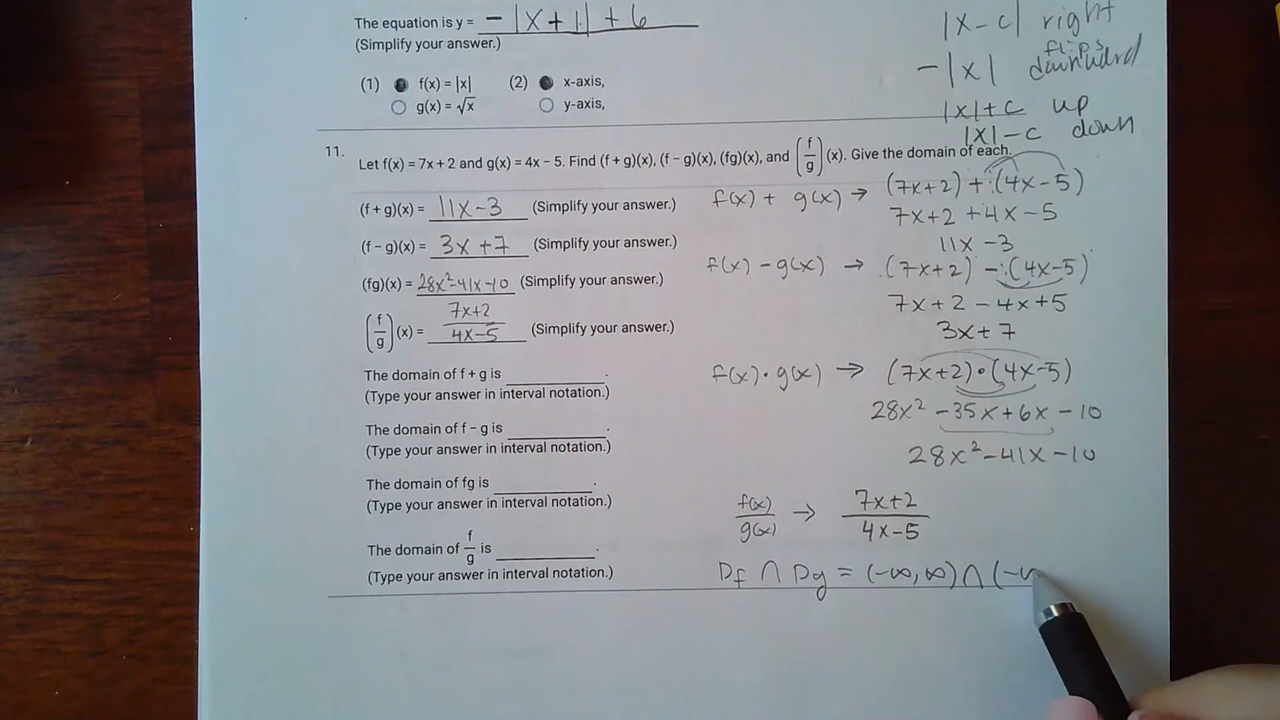 The equation is y = - |x + 1| + 6
(Simplify your answer.)
(1) f(x) = |x| (2) x-axis,
g(x) = √x y-axis,
|x - c| right
flips
-|x| downward
|x| + c up
|x| - c down
11. Let f(x) = 7x + 2 and g(x) = 4x − 5. Find (f + g)(x), (f − g)(x), (fg)(x), and (f/g)(x). Give the domain of each.
(f + g)(x) = 11x-3 (Simplify your answer.)
(f − g)(x) = 3x+7 (Simplify your answer.)
(fg)(x) = 28x²-41x-10 (Simplify your answer.)
(f/g)(x) = 7x+2/4x-5 (Simplify your answer.)
The domain of f + g is ________.
(Type your answer in interval notation.)
The domain of f − g is ________.
(Type your answer in interval notation.)
The domain of fg is ________.
(Type your answer in interval notation.)
The domain of f/g is ________.
(Type your answer in interval notation.)
f(x) + g(x) → (7x+2) + (4x-5)
7x+2 +4x-5
11x -3
f(x) - g(x) → (7x+2) - (4x-5)
7x+2 -4x+5
3x+7
f(x) · g(x) → (7x+2)·(4x-5)
28x² -35x+6x -10
28x² -41x -10
f(x)/g(x) → 7x+2/4x-5
Df ∩ Dg = (-∞, ∞) ∩ (-